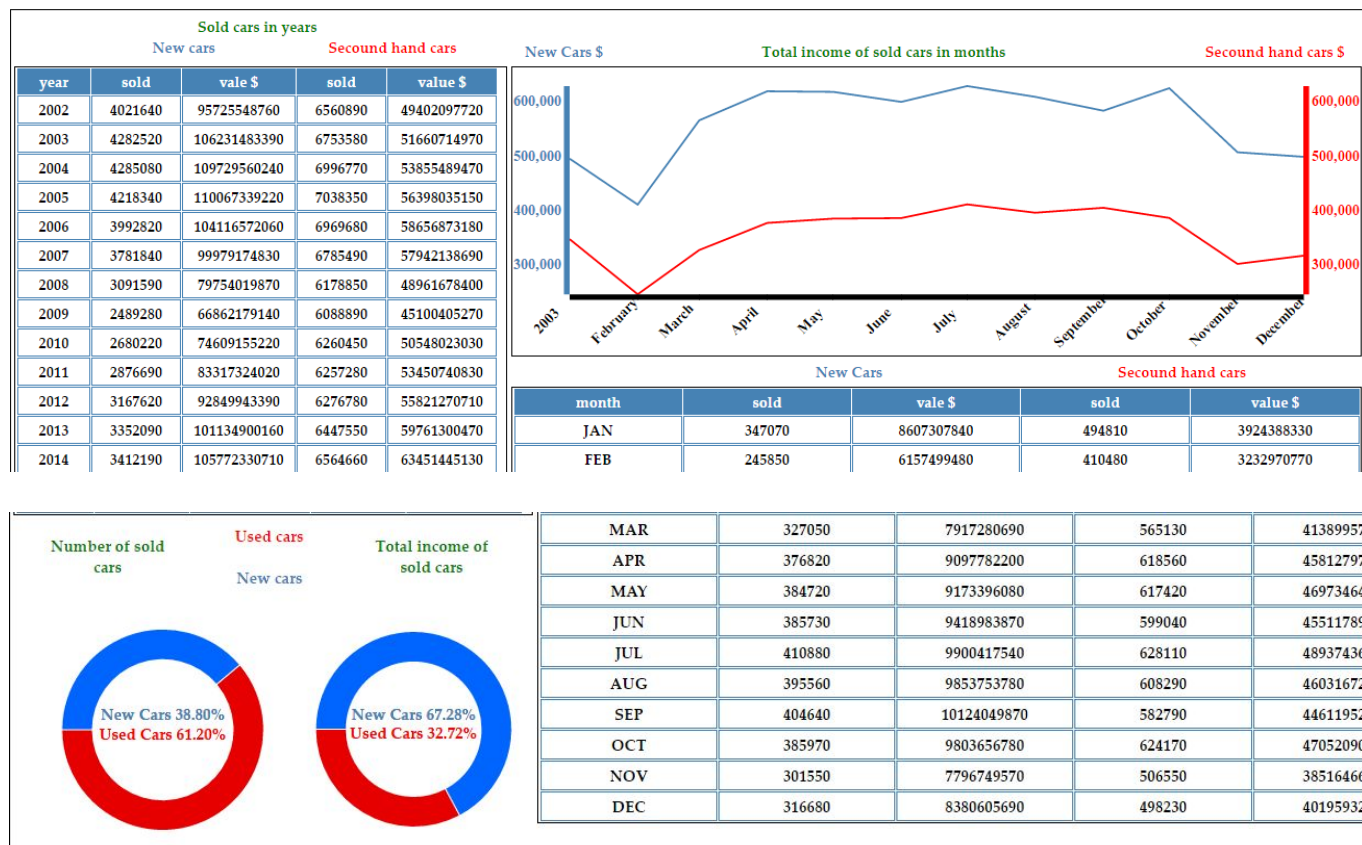 Sold cars in years
New cars Secound hand cars
year sold vale $ sold value $
2002 4021640 95725548760 6560890 49402097720
2003 4282520 106231483390 6753580 51660714970
2004 4285080 109729560240 6996770 53855489470
2005 4218340 110067339220 7038350 56398035150
2006 3992820 104116572060 6969680 58656873180
2007 3781840 99979174830 6785490 57942138690
2008 3091590 79754019870 6178850 48961678400
2009 2489280 66862179140 6088890 45100405270
2010 2680220 74609155220 6260450 50548023030
2011 2876690 83317324020 6257280 53450740830
2012 3167620 92849943390 6276780 55821270710
2013 3352090 101134900160 6447550 59761300470
2014 3412190 105772330710 6564660 63451445130
New Cars $ Total income of sold cars in months Secound hand cars $
600,000 600,000
500,000 500,000
400,000 400,000
300,000 300,000
2003 February March April May June July August September October November December
New Cars Secound hand cars
month sold vale $ sold value $
JAN 347070 8607307840 494810 3924388330
FEB 245850 6157499480 410480 3232970770
Number of sold
cars
Used cars
New cars
Total income of
sold cars
New Cars 38.80%
Used Cars 61.20%
New Cars 67.28%
Used Cars 32.72%
MAR 327050 7917280690 565130 41389957
APR 376820 9097782200 618560 45812797
MAY 384720 9173396080 617420 46973464
JUN 385730 9418983870 599040 45511789
JUL 410880 9900417540 628110 48937436
AUG 395560 9853753780 608290 46031672
SEP 404640 10124049870 582790 44611952
OCT 385970 9803656780 624170 47052090
NOV 301550 7796749570 506550 38516466
DEC 316680 8380605690 498230 40195932